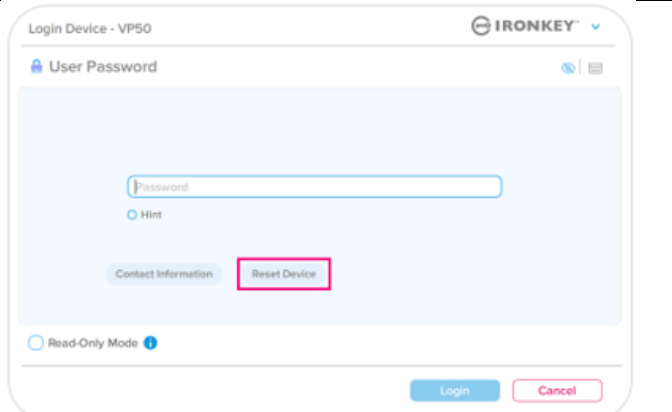 Login Device - VP50
IRONKEY
User Password
Password
Hint
Contact Information
Reset Device
Read-Only Mode
Login
Cancel